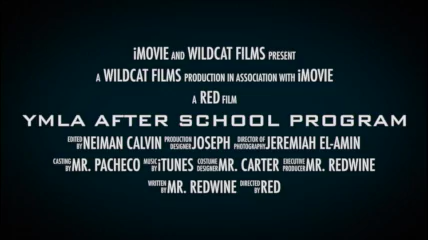 iMOVIE AND WILDCAT FILMS PRESENT
A WILDCAT FILMS PRODUCTION IN ASSOCIATION WITH iMOVIE
A RED FILM
YMLA AFTER SCHOOL PROGRAM
EDITED BY NEIMAN CALVIN PRODUCTION DESIGNER JOSEPH DIRECTOR OF PHOTOGRAPHY JEREMIAH EL-AMIN
CASTING BY MR. PACHECO MUSIC BY iTUNES COSTUME DESIGNER MR. CARTER EXECUTIVE PRODUCER MR. REDWINE
WRITTEN BY MR. REDWINE DIRECTED BY RED